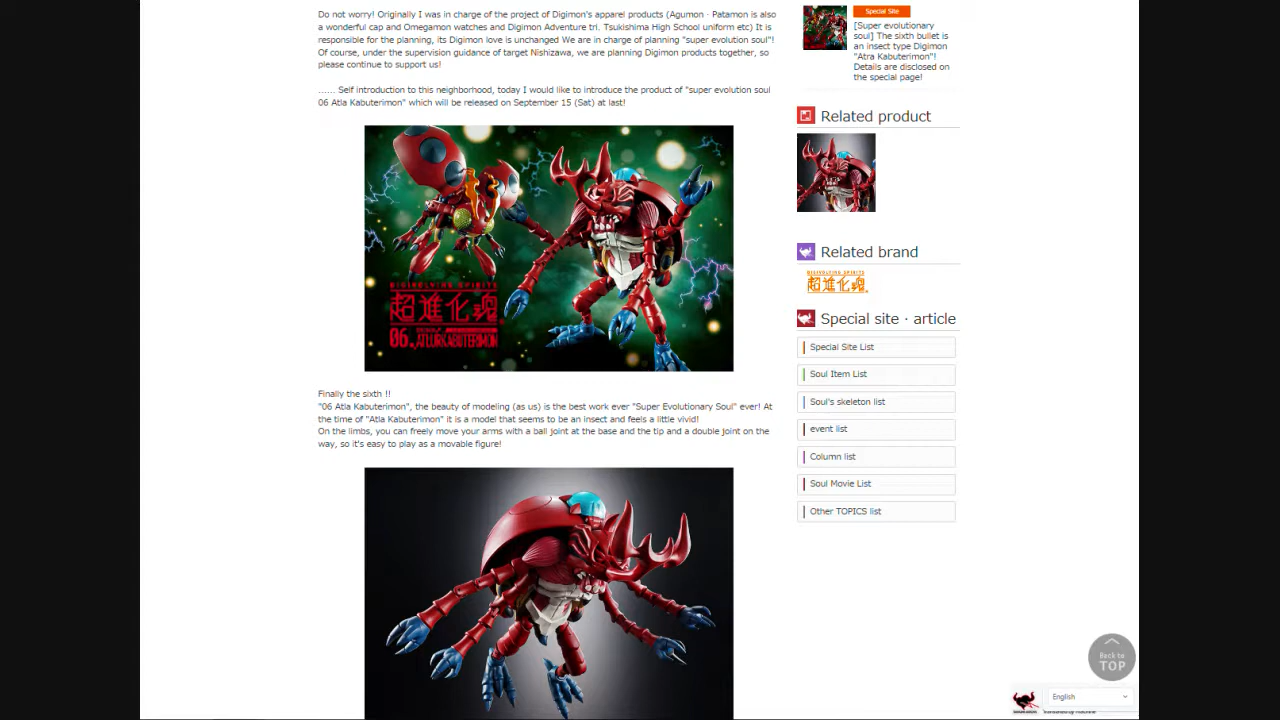 Do not worry! Originally I was in charge of the project of Digimon's apparel products (Agumon · Patamon is also
a wonderful cap and Omegamon watches and Digimon Adventure tri. Tsukishima High School uniform etc) It is
responsible for the planning, its Digimon love is unchanged We are in charge of planning "super evolution soul"!
Of course, under the supervision guidance of target Nishizawa, we are planning Digimon products together, so
please continue to support us!
...... Self introduction to this neighborhood, today I would like to introduce the product of "super evolution soul
06 Atla Kabuterimon" which will be released on September 15 (Sat) at last!
DIGIVOLVING SPIRITS
超進化魂
06. ATLURKABUTERIMON
Finally the sixth !!
"06 Atla Kabuterimon", the beauty of modeling (as us) is the best work ever "Super Evolutionary Soul" ever! At
the time of "Atla Kabuterimon" it is a model that seems to be an insect and feels a little vivid!
On the limbs, you can freely move your arms with a ball joint at the base and the tip and a double joint on the
way, so it's easy to play as a movable figure!
Special Site
[Super evolutionary
soul] The sixth bullet is
an insect type Digimon
"Atra Kabuterimon"!
Details are disclosed on
the special page!
Related product
Related brand
DIGIVOLVING SPIRITS
超進化魂
Special site · article
Special Site List
Soul Item List
Soul's skeleton list
event list
Column list
Soul Movie List
Other TOPICS list
Back to
TOP
English